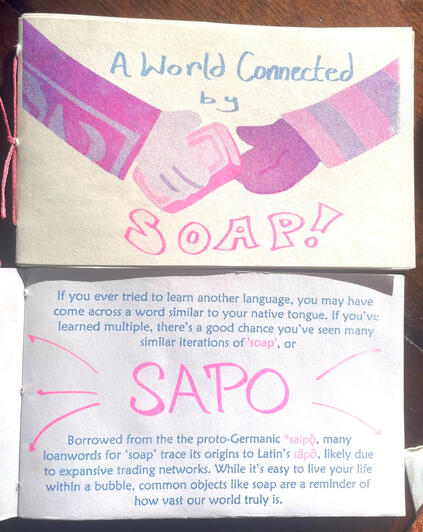 A World Connected
by
SOAP!
If you ever tried to learn another language, you may have
come across a word similar to your native tongue. If you've
learned multiple, there's a good chance you've seen many
similar iterations of 'soap', or
SAPO
Borrowed from the the proto-Germanic *saipǭ, many
loanwords for 'soap' trace its origins to Latin's sāpō, likely due
to expansive trading networks. While it's easy to live your life
within a bubble, common objects like soap are a reminder of
how vast our world truly is.